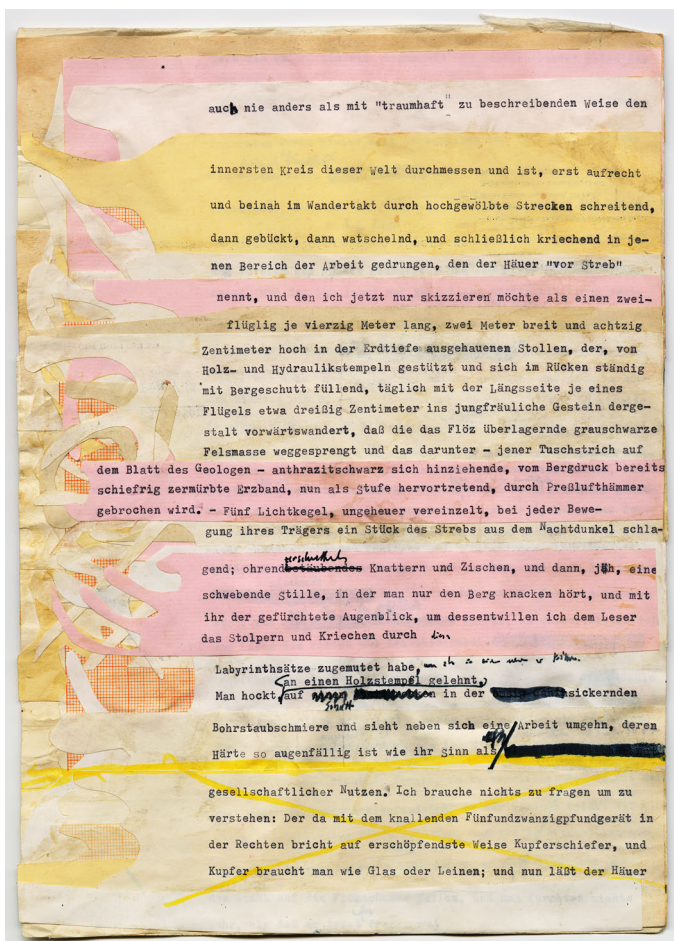 auch nie anders als mit "traumhaft" zu beschreibenden Weise den
innersten Kreis dieser Welt durchmessen und ist, erst aufrecht
und beinah im Wandertakt durch hochgewölbte Strecken schreitend,
dann gebückt, dann watschelnd, und schließlich kriechend in je-
nen Bereich der Arbeit gedrungen, den der Häuer "vor Streb"
nennt, und den ich jetzt nur skizzieren möchte als einen zwei-
flüglig je vierzig Meter lang, zwei Meter breit und achtzig
Zentimeter hoch in der Erdtiefe ausgehauenen Stollen, der, von
Holz- und Hydraulikstempeln gestützt und sich im Rücken ständig
mit Bergeschutt füllend, täglich mit der Längsseite je eines
Flügels etwa dreißig Zentimeter ins jungfräuliche Gestein derge-
stalt vorwärtswandert, daß die das Flöz überlagernde grauschwarze
Felsmasse weggesprengt und das darunter - jener Tuschstrich auf
dem Blatt des Geologen - anthrazitschwarz sich hinziehende, vom Bergdruck bereits
schiefrig zermürbte Erzband, nun als Stufe hervortretend, durch Preßlufthämmer
gebrochen wird. - Fünf Lichtkegel, ungeheuer vereinzelt, bei jeder Bewe-
gung ihres Trägers ein Stück des Strebs aus dem Nachtdunkel schla-
gend; ohrenbetäubendes Knattern und Zischen, und dann, jäh, eine
schwebende Stille, in der man nur den Berg knacken hört, und mit
ihr der gefürchtete Augenblick, um dessentwillen ich dem Leser
das Stolpern und Kriechen durch
Labyrinthsätze zugemutet habe,
an einen Holzstempel gelehnt,
Man hockt auf in der sickernden
Bohrstaubschmiere und sieht neben sich eine Arbeit umgehn, deren
Härte so augenfällig ist wie ihr Sinn als
gesellschaftlicher Nutzen. Ich brauche nichts zu fragen um zu
verstehen: Der da mit dem knallenden Fünfundzwänzigpfundgerät in
der Rechten bricht auf erschöpfendste Weise Kupferschiefer, und
Kupfer braucht man wie Glas oder Leinen; und nun läßt der Häuer